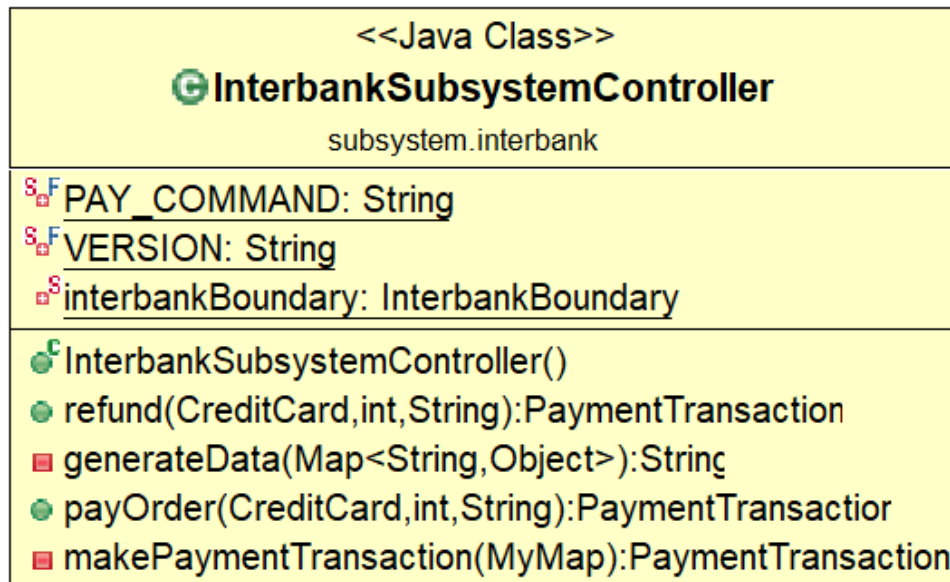 <<Java Class>>
InterbankSubsystemController
subsystem.interbank
PAY_COMMAND: String
VERSION: String
interbankBoundary: InterbankBoundary
InterbankSubsystemController()
refund(CreditCard,int,String):PaymentTransaction
generateData(Map<String,Object>):String
payOrder(CreditCard,int,String):PaymentTransaction
makePaymentTransaction(MyMap):PaymentTransaction